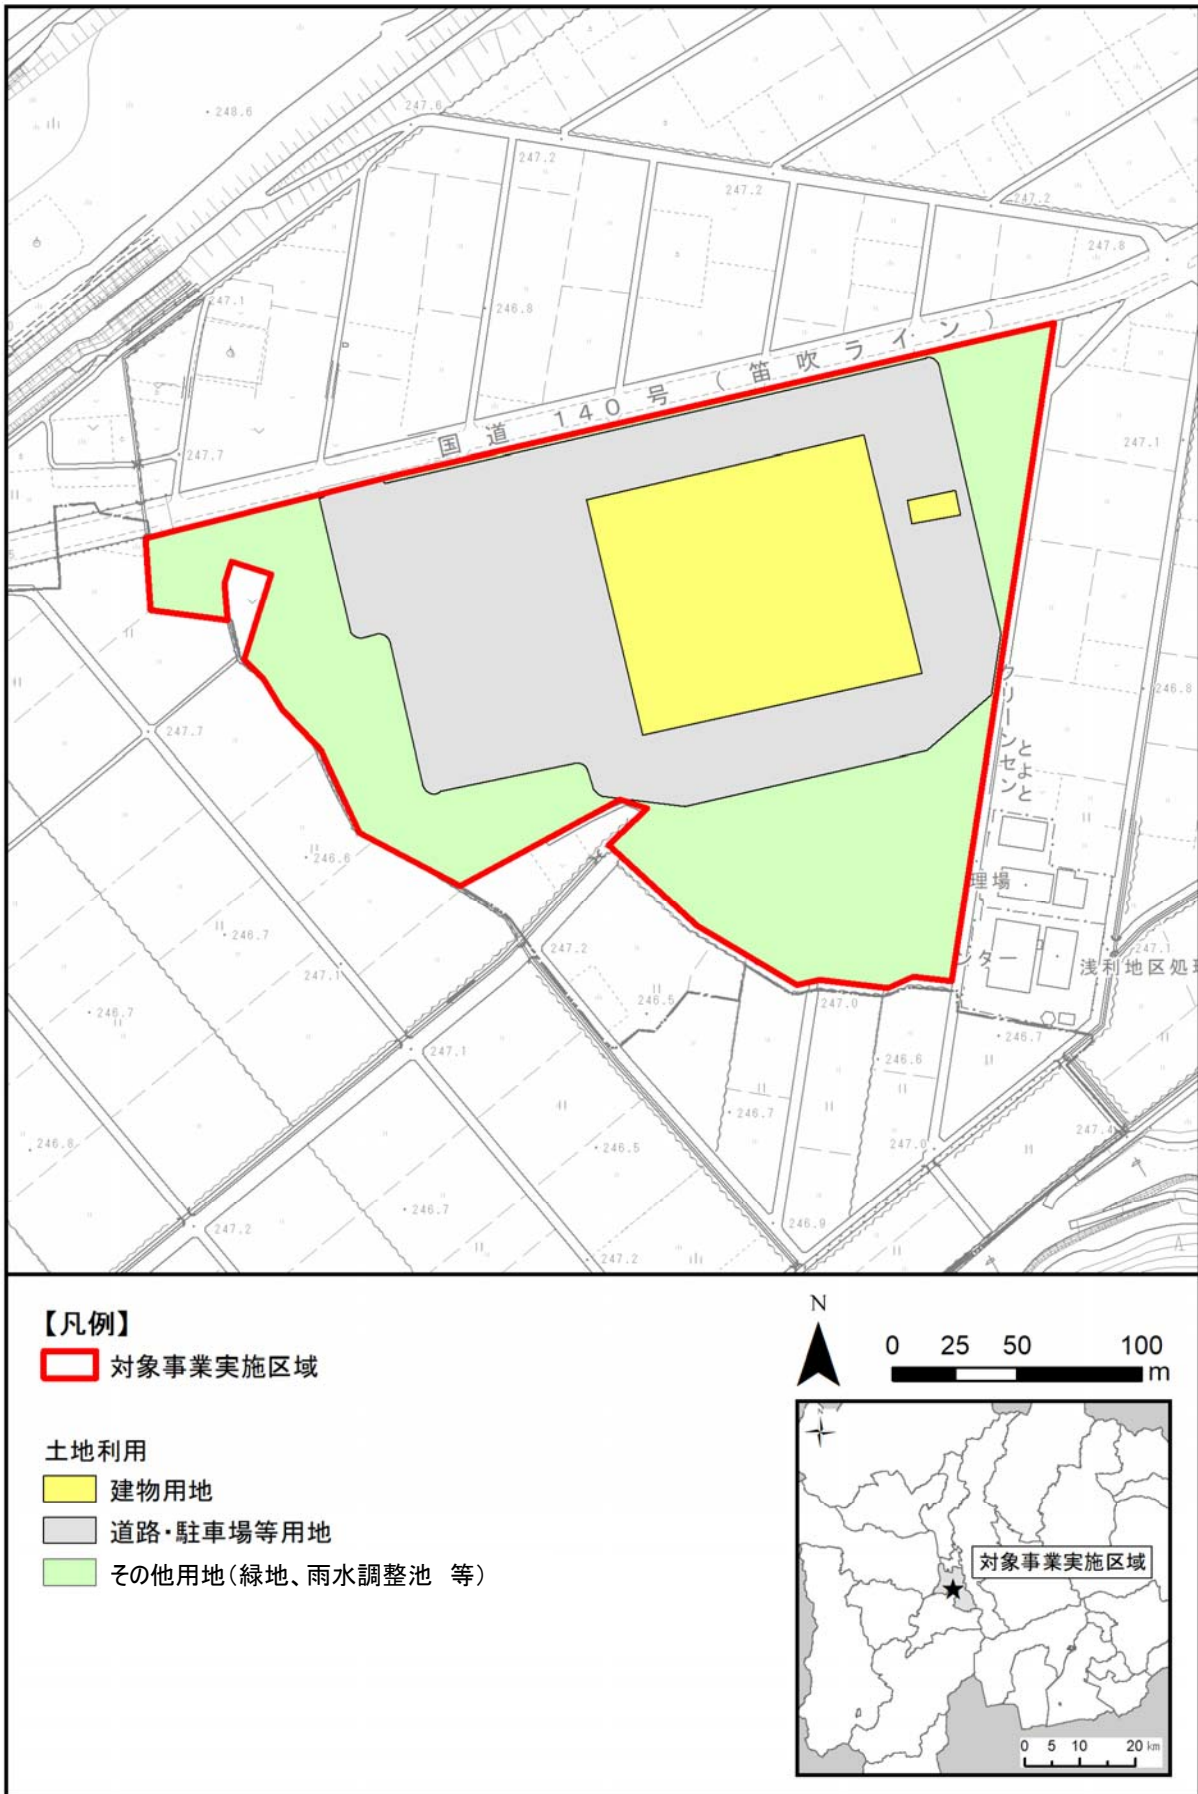 248.6
247.6
247.2
247.2
247.2
247.8
247.1
246.8
国道 140号（笛吹ライン）
247.7
247.1
246.8
クリーンセン
とよと
247.7
246.6
理場
246.7
247.2
247.1
ンター
浅利地区処理
247.1
246.5
247.0
246.7
247.1
246.7
246.6
246.7
247.0
247.4
246.8
246.5
246.7
247.2
246.9
247.2
【凡例】
対象事業実施区域
土地利用
建物用地
道路・駐車場等用地
その他用地（緑地、雨水調整池 等）
N
0 25 50 100
m
N
対象事業実施区域
0 5 10 20 km